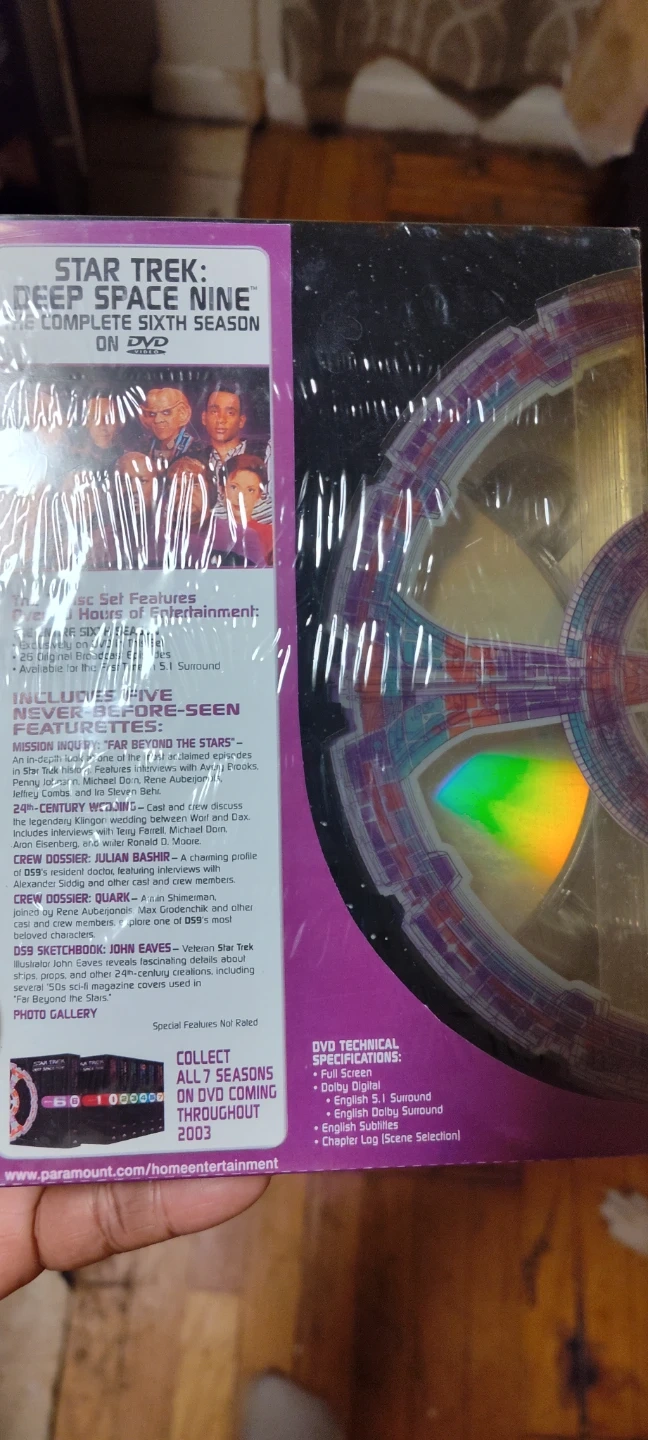 STAR TREK:
DEEP SPACE NINE™
THE COMPLETE SIXTH SEASON
ON DVD
VIDEO
Disc Set Features
Over Hours of Entertainment:
SIXTH
• Exclusively on
• 26 Original Broadcast Episodes
• Available for the First Time in 5.1 Surround
INCLUDES FIVE
NEVER-BEFORE-SEEN
FEATURETTES:
MISSION INQUIRY: "FAR BEYOND THE STARS"–
An in-depth look at one of the most acclaimed episodes
in Star Trek history. Features interviews with Avery Brooks,
Penny Johnson, Michael Dorn, Rene Auberjonois,
Jeffrey Combs, and Ira Steven Behr.
24th-CENTURY WEDDING – Cast and crew discuss
the legendary Klingon wedding between Worf and Dax.
Includes interviews with Terry Farrell, Michael Dorn,
Aron Eisenberg, and writer Ronald D. Moore.
CREW DOSSIER: JULIAN BASHIR – A charming profile
of DS9's resident doctor, featuring interviews with
Alexander Siddig and other cast and crew members.
CREW DOSSIER: QUARK – Armin Shimerman,
joined by Rene Auberjonois, Max Grodenchik and other
cast and crew members, explore one of DS9's most
beloved characters.
DS9 SKETCHBOOK: JOHN EAVES – Veteran Star Trek
Illustrator John Eaves reveals fascinating details about
ships, props, and other 24th-century creations, including
several '50s sci-fi magazine covers used in
"Far Beyond the Stars."
PHOTO GALLERY
Special Features Not Rated
COLLECT
ALL 7 SEASONS
ON DVD COMING
THROUGHOUT
2003
www.paramount.com/homeentertainment
DVD TECHNICAL
SPECIFICATIONS:
• Full Screen
• Dolby Digital
• English 5.1 Surround
• English Dolby Surround
• English Subtitles
• Chapter Log (Scene Selection)